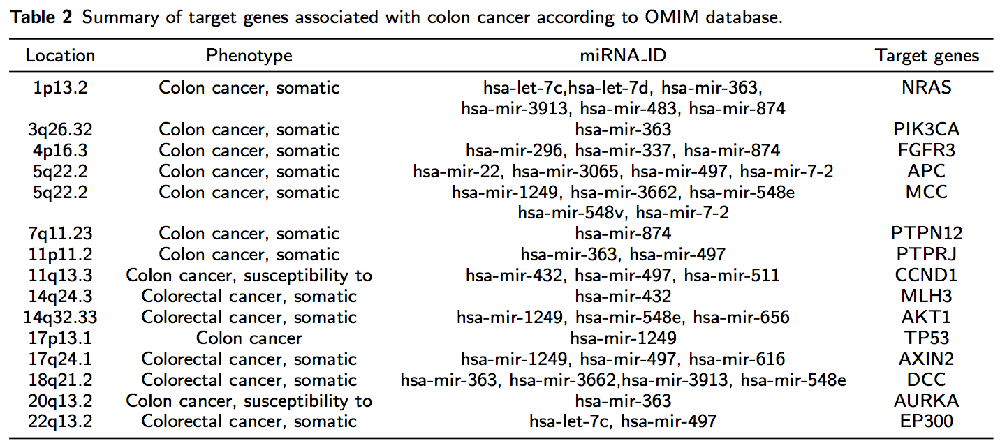 Table 2 Summary of target genes associated with colon cancer according to OMIM database.
Location Phenotype miRNA_ID Target genes
1p13.2 Colon cancer, somatic hsa-let-7c,hsa-let-7d, hsa-mir-363, NRAS
hsa-mir-3913, hsa-mir-483, hsa-mir-874
3q26.32 Colon cancer, somatic hsa-mir-363 PIK3CA
4p16.3 Colon cancer, somatic hsa-mir-296, hsa-mir-337, hsa-mir-874 FGFR3
5q22.2 Colon cancer, somatic hsa-mir-22, hsa-mir-3065, hsa-mir-497, hsa-mir-7-2 APC
5q22.2 Colon cancer, somatic hsa-mir-1249, hsa-mir-3662, hsa-mir-548e MCC
hsa-mir-548v, hsa-mir-7-2
7q11.23 Colon cancer, somatic hsa-mir-874 PTPN12
11p11.2 Colon cancer, somatic hsa-mir-363, hsa-mir-497 PTPRJ
11q13.3 Colon cancer, susceptibility to hsa-mir-432, hsa-mir-497, hsa-mir-511 CCND1
14q24.3 Colorectal cancer, somatic hsa-mir-432 MLH3
14q32.33 Colorectal cancer, somatic hsa-mir-1249, hsa-mir-548e, hsa-mir-656 AKT1
17p13.1 Colon cancer hsa-mir-1249 TP53
17q24.1 Colorectal cancer, somatic hsa-mir-1249, hsa-mir-497, hsa-mir-616 AXIN2
18q21.2 Colorectal cancer, somatic hsa-mir-363, hsa-mir-3662,hsa-mir-3913, hsa-mir-548e DCC
20q13.2 Colon cancer, susceptibility to hsa-mir-363 AURKA
22q13.2 Colorectal cancer, somatic hsa-let-7c, hsa-mir-497 EP300